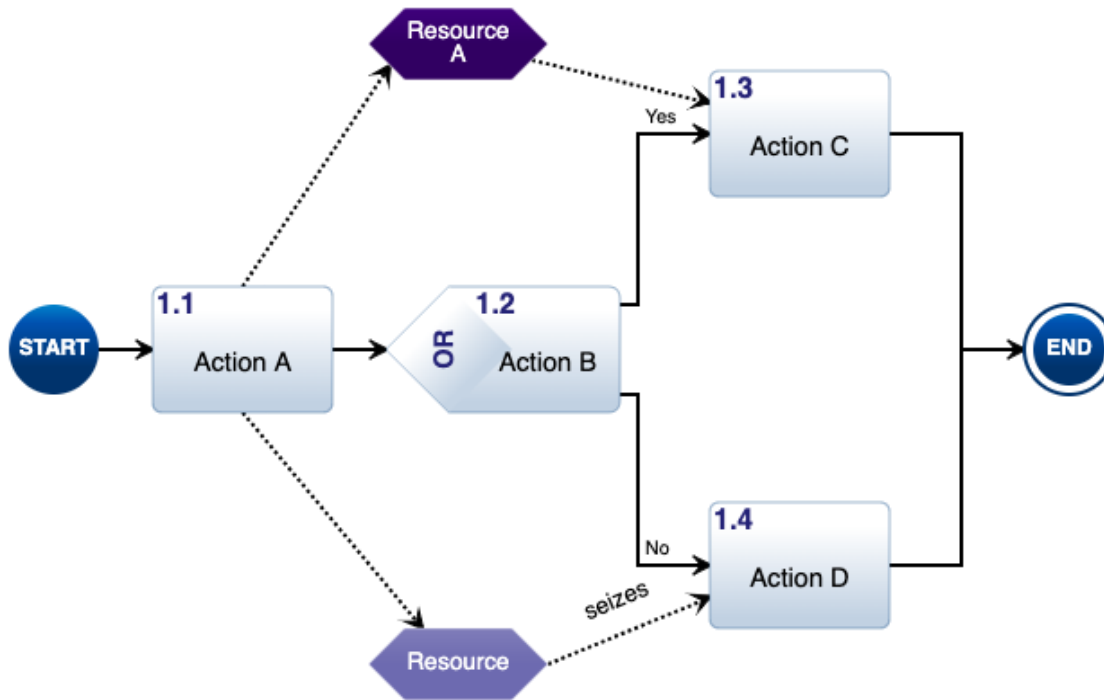 Resource
A
1.3
Yes
Action C
1.1
1.2
START
Action A
OR
Action B
END
1.4
No
Action D
seizes
Resource